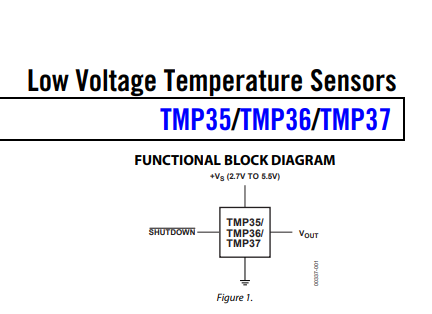 Low Voltage Temperature Sensors
TMP35/TMP36/TMP37
FUNCTIONAL BLOCK DIAGRAM
+VS (2.7V TO 5.5V)
TMP35/
TMP36/
TMP37
SHUTDOWN
VOUT
00337-001
Figure 1.